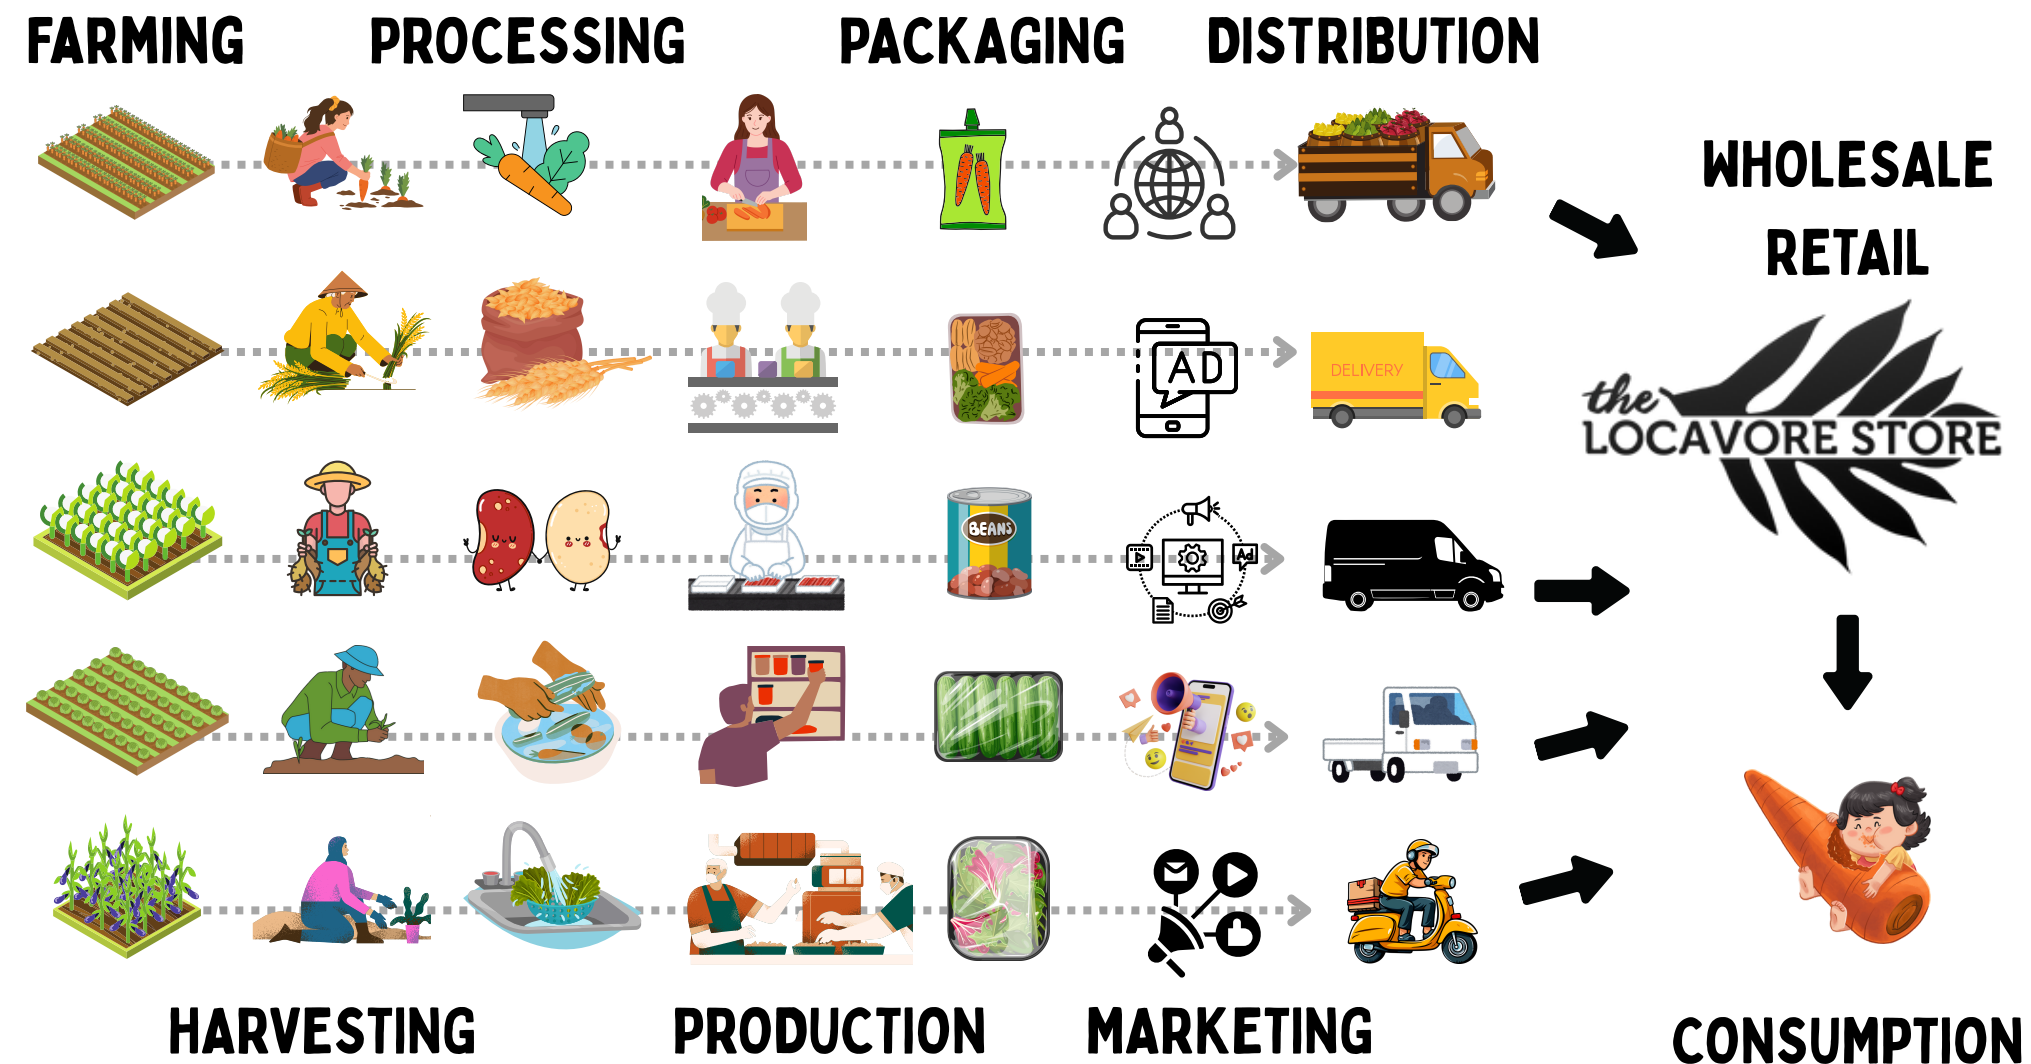 FARMING
PROCESSING
PACKAGING
DISTRIBUTION
WHOLESALE
RETAIL
AD
DELIVERY
the
LOCAVORE STORE
BEANS
Ad
HARVESTING
PRODUCTION
MARKETING
CONSUMPTION